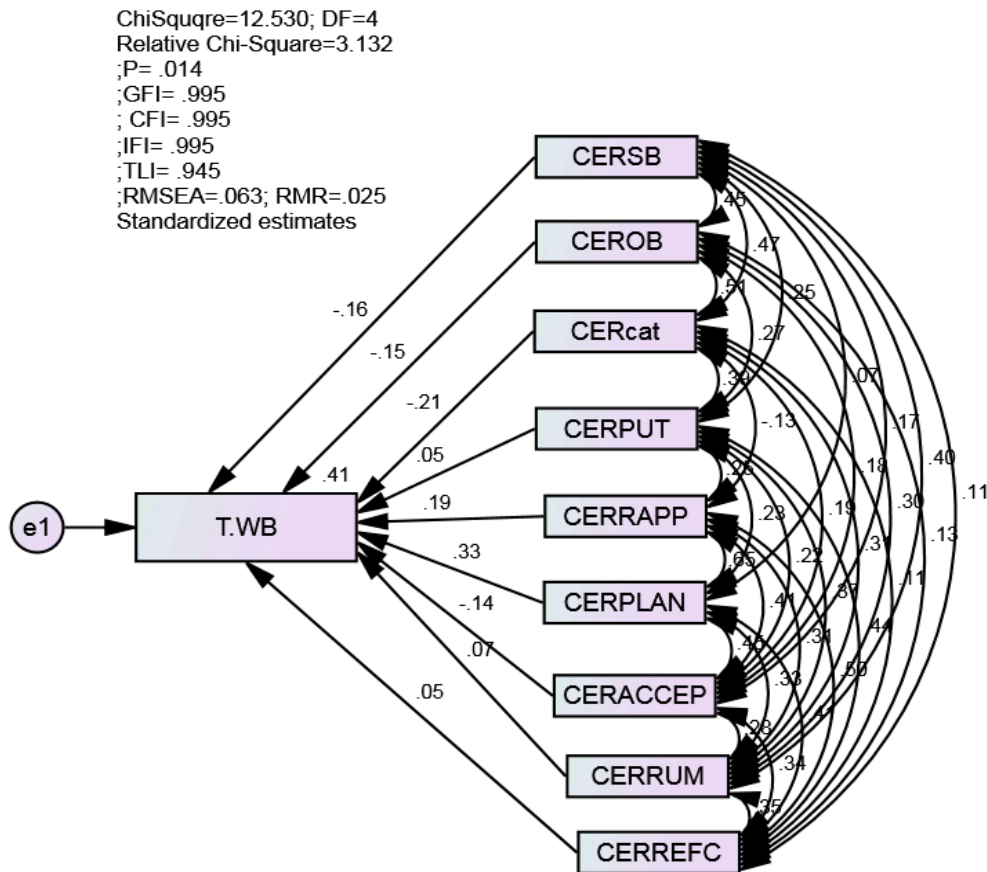 ChiSquqre=12.530; DF=4
Relative Chi-Square=3.132
;P= .014
;GFI= .995
; CFI= .995
;IFI= .995
;TLI= .945
;RMSEA=.063; RMR=.025
Standardized estimates
CERSB
.45
CEROB
.47
.51
.25
-.16
CERcat
.27
-.15
.39
.07
-.21
-.13
.17
CERPUT
.05
.18
.40
.41
.25
.11
.19
.23
.19
.30
CERRAPP
T.WB
e1
.31
.13
.33
.65
.22
.11
CERPLAN
.41
.37
-.14
.44
.31
.07
.45
.50
.33
CERACCEP
.05
.41
.28
.34
CERRUM
.35
CERREFC